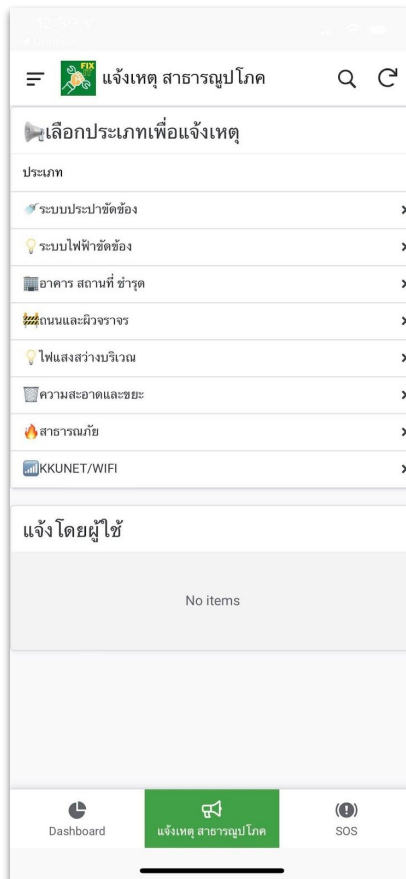 FIX
แจ้งเหตุ สาธารณูปโภค
เลือกประเภทเพื่อแจ้งเหตุ
ประเภท
ระบบประปาขัดข้อง
ระบบไฟฟ้าขัดข้อง
อาคาร สถานที่ ชำรุด
ถนนและผิวจราจร
ไฟแสงสว่างบริเวณ
ความสะอาดและขยะ
สาธารณภัย
KKUNET/WIFI
แจ้งโดยผู้ใช้
No items
Dashboard
แจ้งเหตุ สาธารณูปโภค
SOS